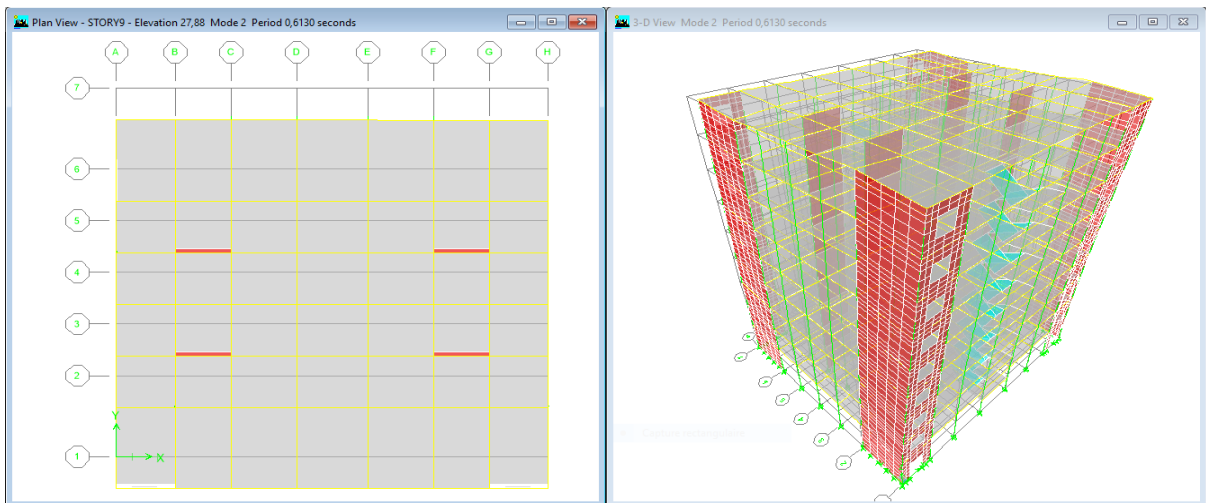 Plan View - STORY9 - Elevation 27,88 Mode 2 Period 0,6130 seconds
A B C D E F G H
7
6
5
4
3
2
1
Y
X
3-D View Mode 2 Period 0,6130 seconds